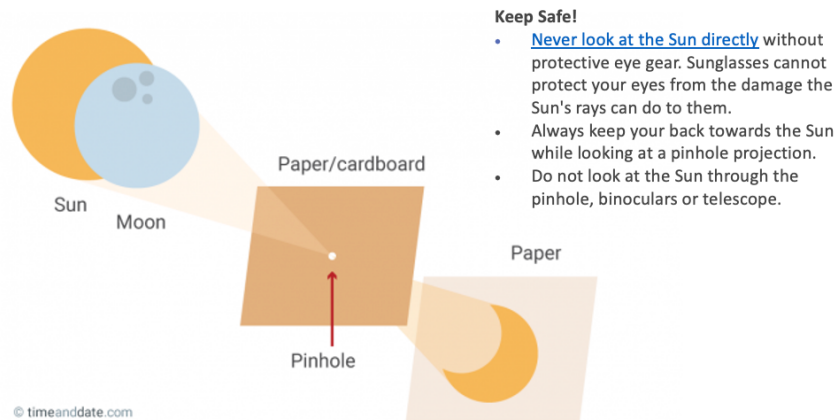 Keep Safe!
• Never look at the Sun directly without
protective eye gear. Sunglasses cannot
protect your eyes from the damage the
Sun's rays can do to them.
• Always keep your back towards the Sun
while looking at a pinhole projection.
• Do not look at the Sun through the
pinhole, binoculars or telescope.
Paper/cardboard
Sun
Moon
Paper
Pinhole
© timeanddate.com